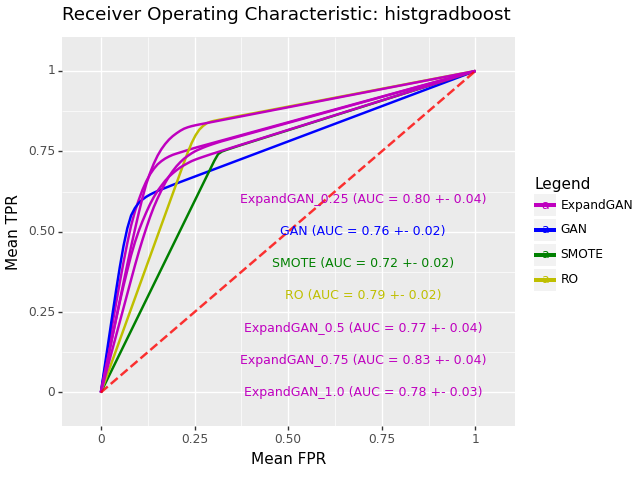 Receiver Operating Characteristic: histgradboost
Mean TPR
1
0.75
0.50
0.25
0
ExpandGAN_0.25 (AUC = 0.80 +- 0.04)
GAN (AUC = 0.76 +- 0.02)
SMOTE (AUC = 0.72 +- 0.02)
RO (AUC = 0.79 +- 0.02)
ExpandGAN_0.5 (AUC = 0.77 +- 0.04)
ExpandGAN_0.75 (AUC = 0.83 +- 0.04)
ExpandGAN_1.0 (AUC = 0.78 +- 0.03)
0 0.25 0.50 0.75 1
Mean FPR
Legend
a ExpandGAN
a GAN
a SMOTE
a RO